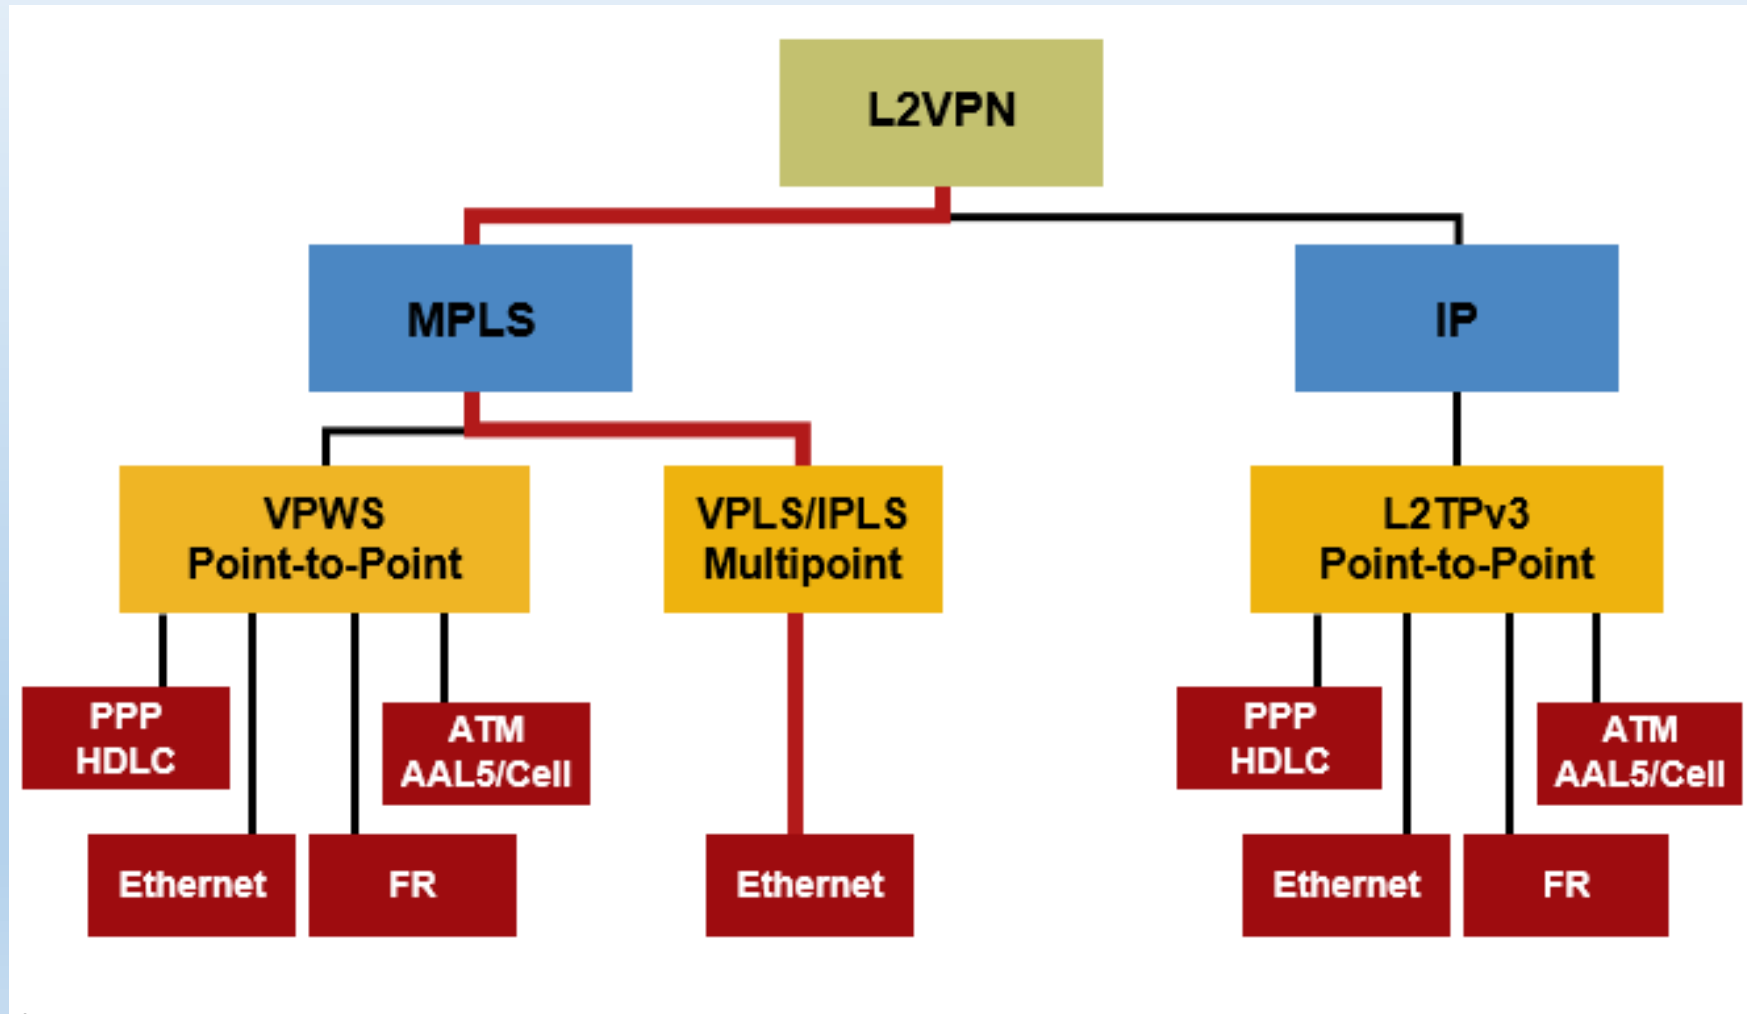 L2VPN
MPLS
IP
VPWS
Point-to-Point
VPLS/IPLS
Multipoint
L2TPv3
Point-to-Point
PPP
HDLC
ATM
AAL5/Cell
PPP
HDLC
ATM
AAL5/Cell
Ethernet
FR
Ethernet
Ethernet
FR